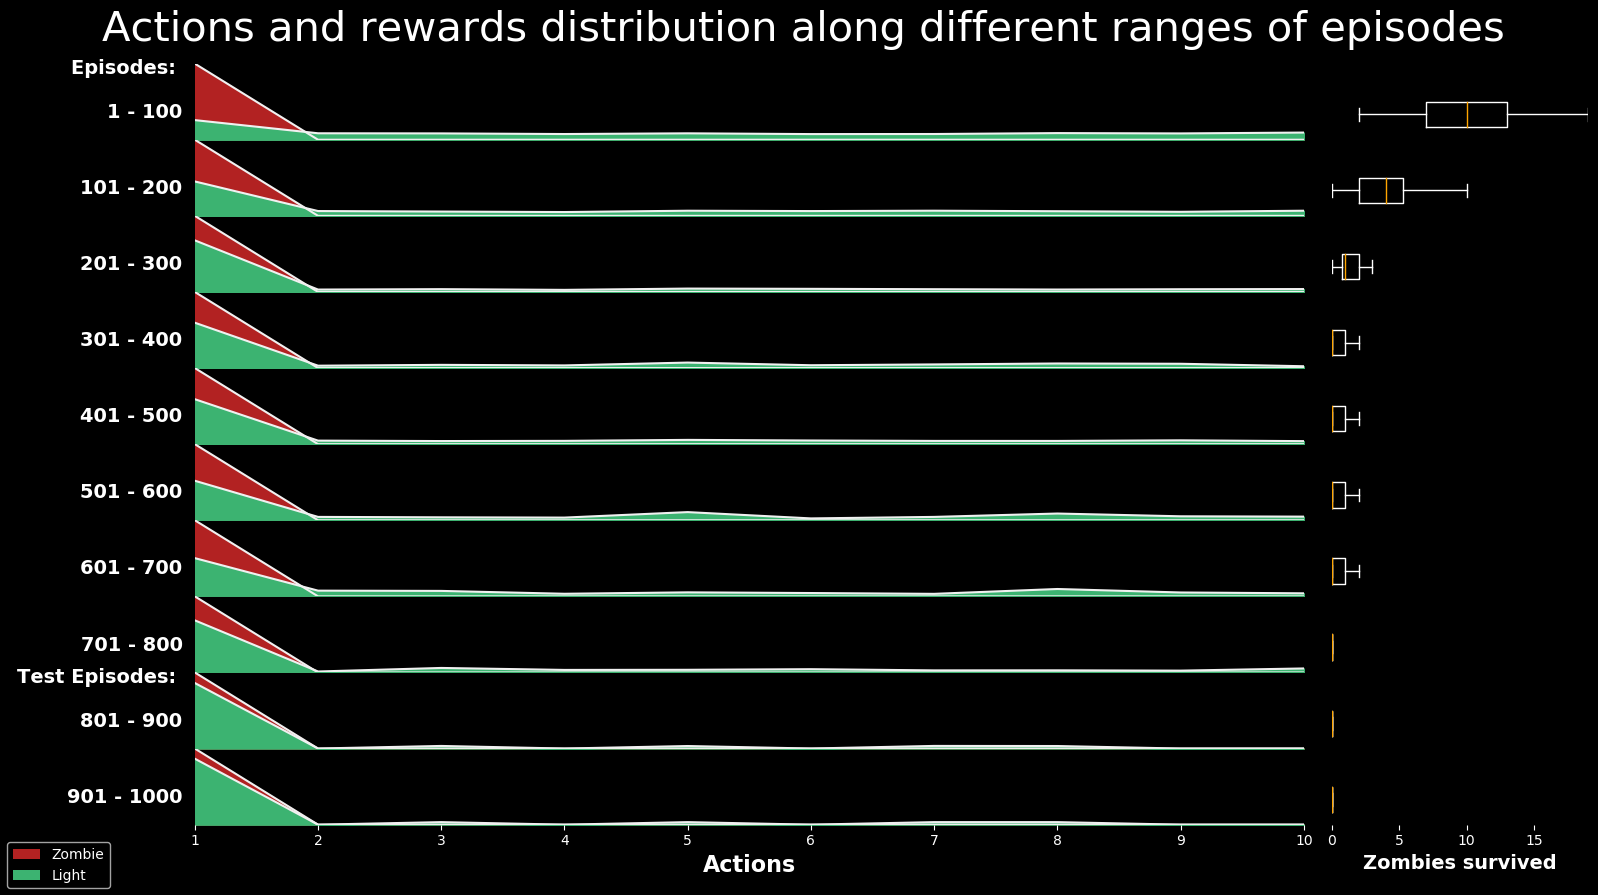 Actions and rewards distribution along different ranges of episodes
Episodes:
1 - 100
101 - 200
201 - 300
301 - 400
401 - 500
501 - 600
601 - 700
701 - 800
Test Episodes:
801 - 900
901 - 1000
1 2 3 4 5 6 7 8 9 10
Actions
0 5 10 15
Zombies survived
Zombie
Light